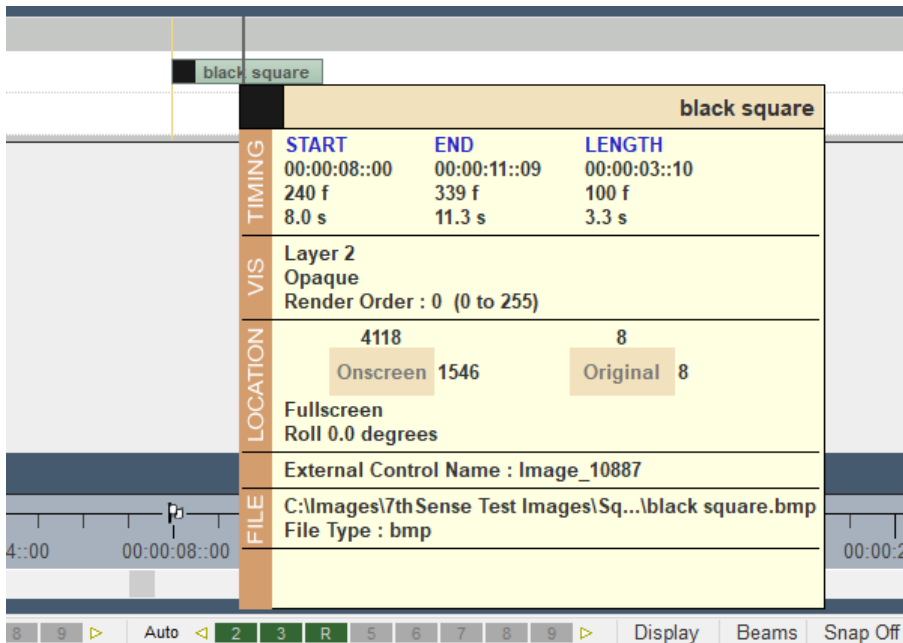 black square
black square
TIMING
START END LENGTH
00:00:08::00 00:00:11::09 00:00:03::10
240 f 339 f 100 f
8.0 s 11.3 s 3.3 s
VIS
Layer 2
Opaque
Render Order : 0 (0 to 255)
LOCATION
4118 8
Onscreen 1546 Original 8
Fullscreen
Roll 0.0 degrees
External Control Name : Image_10887
FILE
C:\Images\7thSense Test Images\Sq...\black square.bmp
File Type : bmp
4::00 00:00:08::00 00:00:2
8 9 Auto 2 3 R 5 6 7 8 9 Display Beams Snap Off